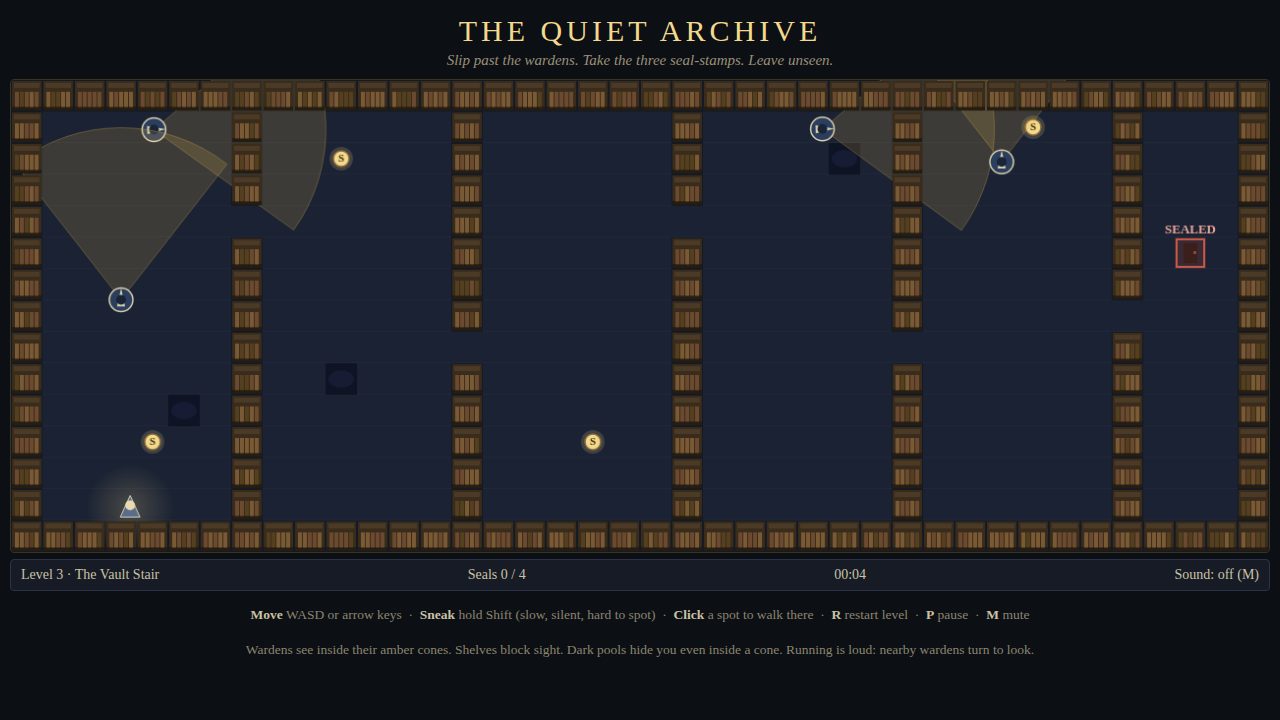 THE QUIET ARCHIVE
Slip past the wardens. Take the three seal-stamps. Leave unseen.
S
S
SEALED
S
S
Level 3 · The Vault Stair
Seals 0 / 4
00:04
Sound: off (M)
Move WASD or arrow keys · Sneak hold Shift (slow, silent, hard to spot) · Click a spot to walk there · R restart level · P pause · M mute
Wardens see inside their amber cones. Shelves block sight. Dark pools hide you even inside a cone. Running is loud: nearby wardens turn to look.